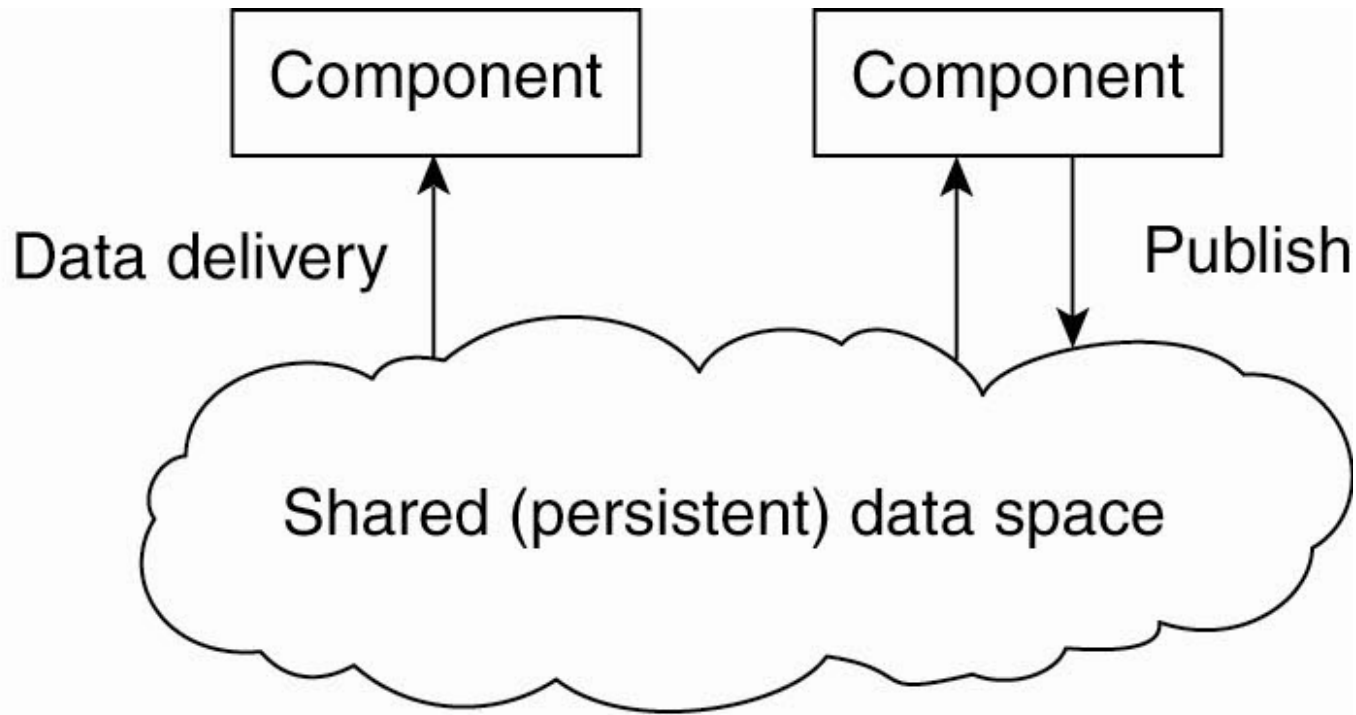 Component
Component
Data delivery
Publish
Shared (persistent) data space